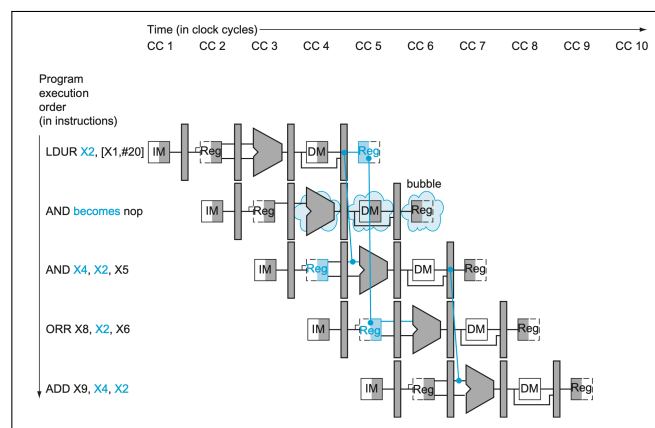 Time (in clock cycles)
CC 1 CC 2 CC 3 CC 4 CC 5 CC 6 CC 7 CC 8 CC 9 CC 10
Program
execution
order
(in instructions)
LDUR X2, [X1,#20] IM Reg DM Reg
bubble
AND becomes nop IM Reg DM Reg
AND X4, X2, X5 IM Reg DM Reg
ORR X8, X2, X6 IM Reg DM Reg
ADD X9, X4, X2 IM Reg DM Reg